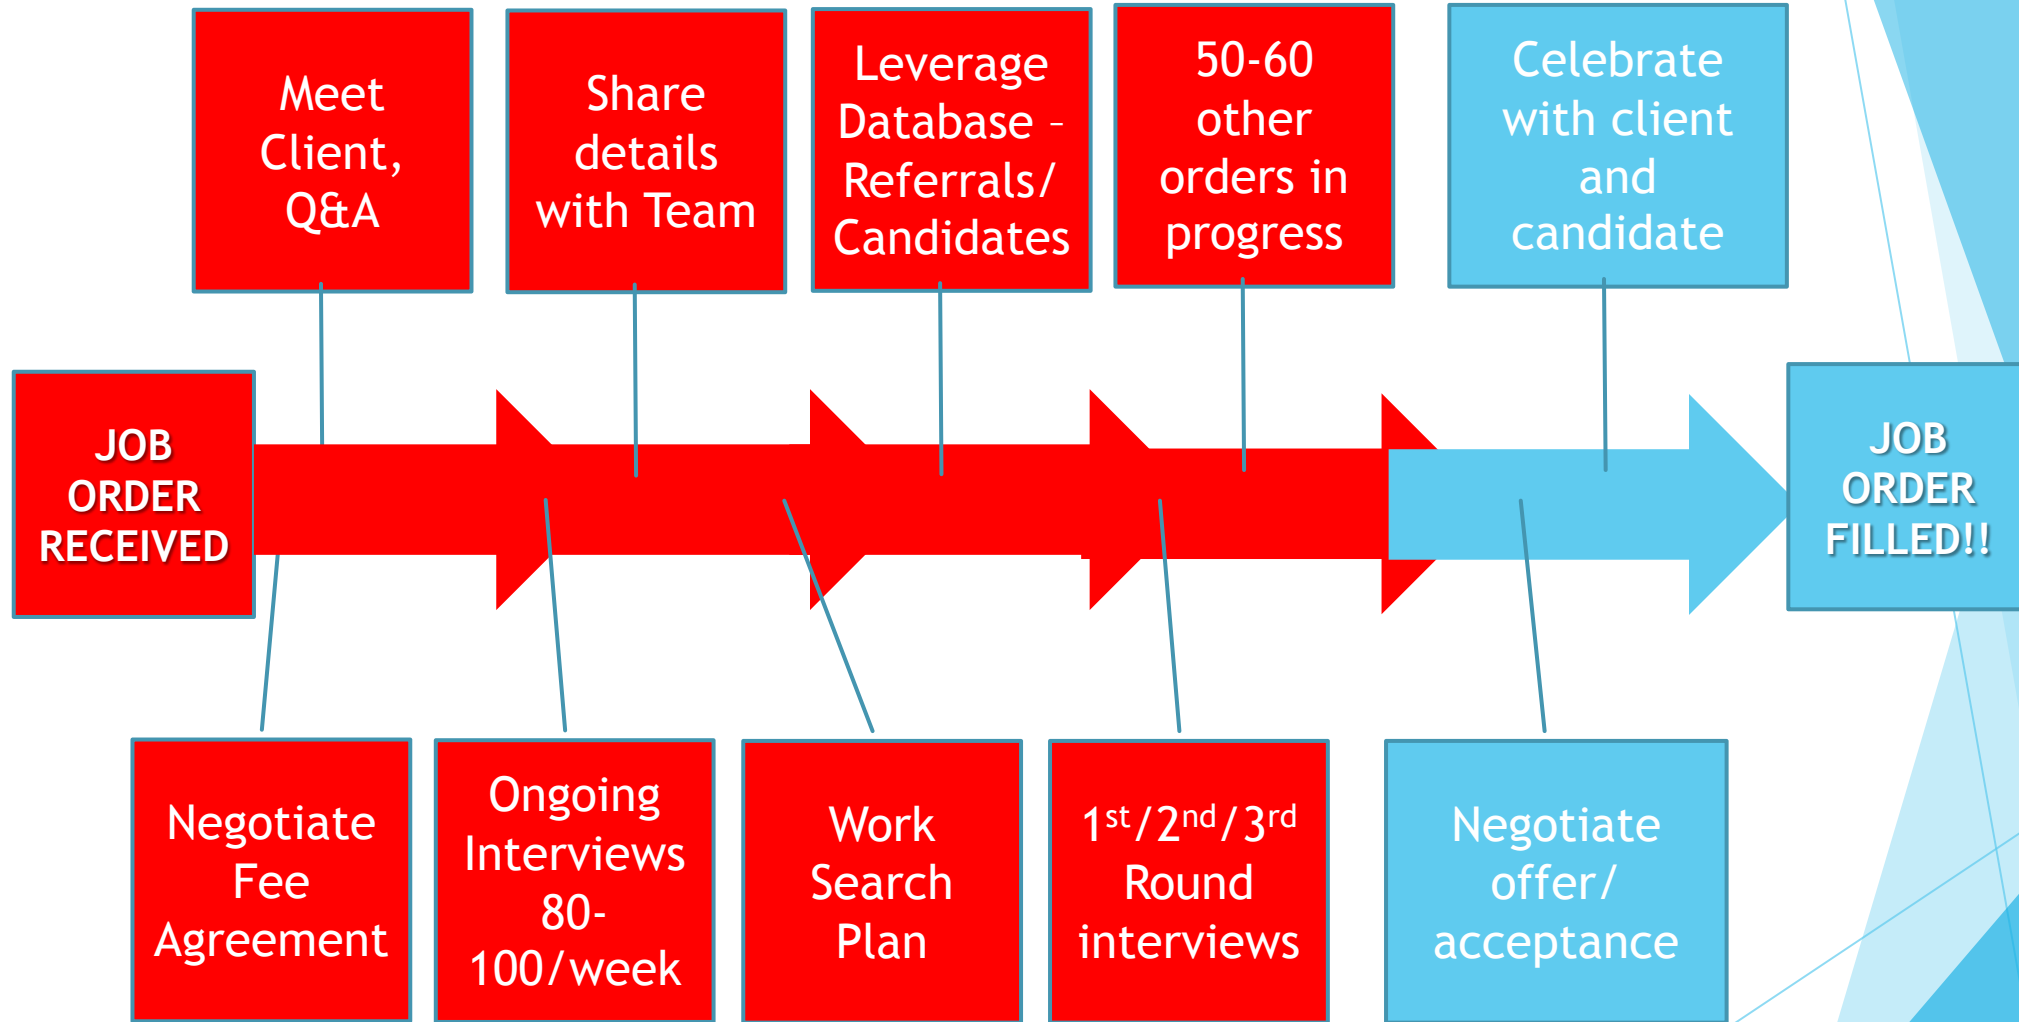 Meet
Client,
Q&A
Share
details
with Team
Leverage
Database –
Referrals/
Candidates
50-60
other
orders in
progress
Celebrate
with client
and
candidate
JOB
ORDER
RECEIVED
JOB
ORDER
FILLED!!
Negotiate
Fee
Agreement
Ongoing
Interviews
80-
100/week
Work
Search
Plan
1st/2nd/3rd
Round
interviews
Negotiate
offer/
acceptance